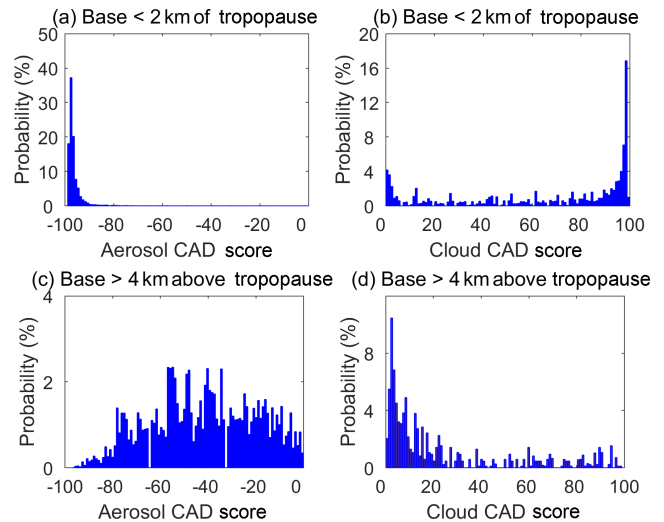 (a) Base < 2 km of tropopause
(b) Base < 2 km of tropopause
Probability (%)
50
40
30
20
10
0
-100 -80 -60 -40 -20 0
Aerosol CAD score
Probability (%)
20
16
12
8
4
0
0 20 40 60 80 100
Cloud CAD score
(c) Base > 4 km above tropopause
(d) Base > 4 km above tropopause
Probability (%)
4
2
0
-100 -80 -60 -40 -20 0
Aerosol CAD score
Probability (%)
8
4
0
0 20 40 60 80 100
Cloud CAD score